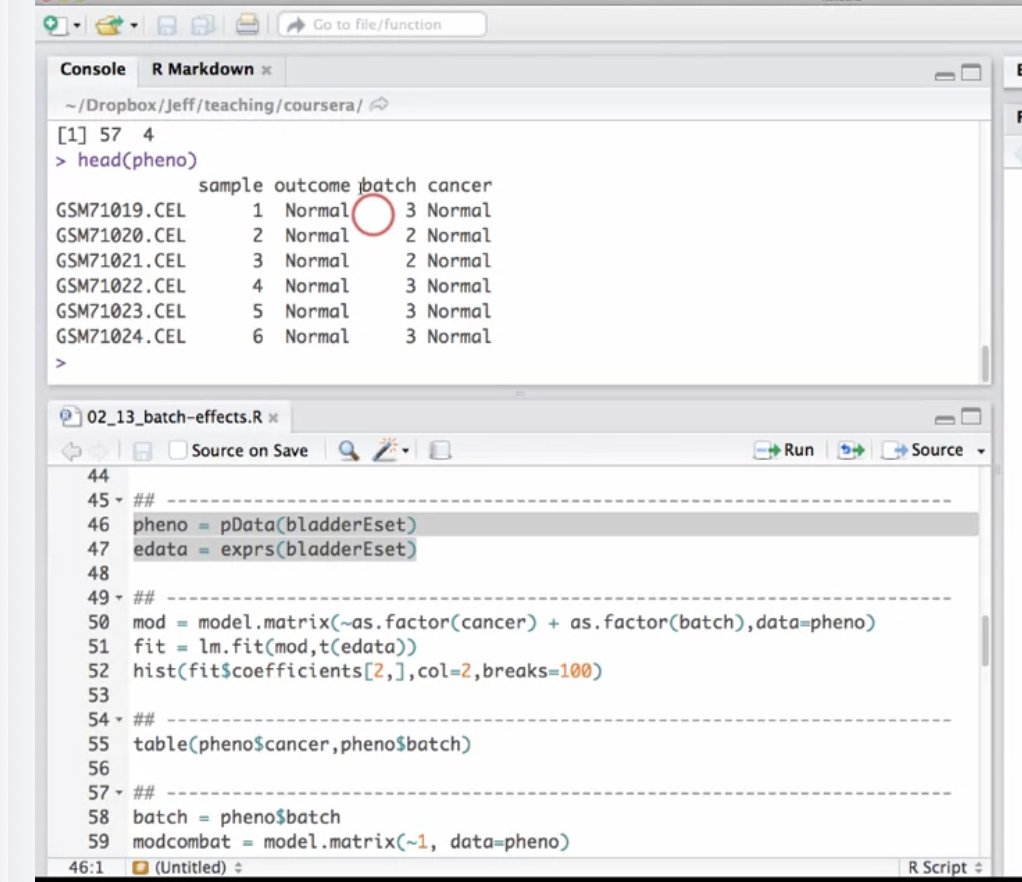 Go to file/function
Console R Markdown
~/Dropbox/Jeff/teaching/coursera/
[1] 57 4
> head(pheno)
sample outcome batch cancer
GSM71019.CEL 1 Normal 3 Normal
GSM71020.CEL 2 Normal 2 Normal
GSM71021.CEL 3 Normal 2 Normal
GSM71022.CEL 4 Normal 3 Normal
GSM71023.CEL 5 Normal 3 Normal
GSM71024.CEL 6 Normal 3 Normal
>
02_13_batch-effects.R
Source on Save Run Source
44
45 ## ---------------------------------------------------------------------------
46 pheno = pData(bladderEset)
47 edata = exprs(bladderEset)
48
49 ## ---------------------------------------------------------------------------
50 mod = model.matrix(~as.factor(cancer) + as.factor(batch),data=pheno)
51 fit = lm.fit(mod,t(edata))
52 hist(fit$coefficients[2,],col=2,breaks=100)
53
54 ## ---------------------------------------------------------------------------
55 table(pheno$cancer,pheno$batch)
56
57 ## ---------------------------------------------------------------------------
58 batch = pheno$batch
59 modcombat = model.matrix(~1, data=pheno)
46:1 (Untitled) R Script